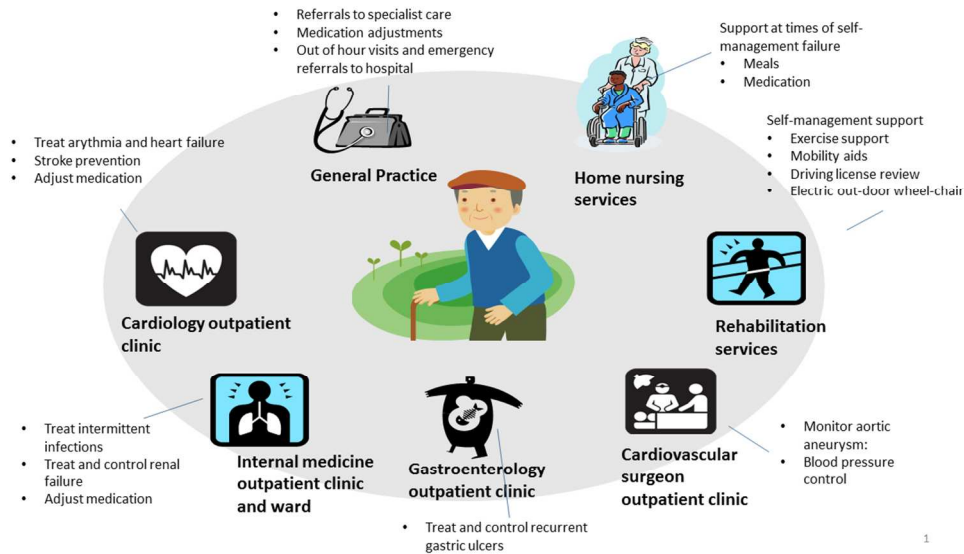 • Referrals to specialist care
• Medication adjustments
• Out of hour visits and emergency
referrals to hospital
General Practice
Support at times of self-
management failure
• Meals
• Medication
Home nursing
services
Self-management support
• Exercise support
• Mobility aids
• Driving license review
• Electric out-door wheel-chair
Rehabilitation
services
• Treat arythmia and heart failure
• Stroke prevention
• Adjust medication
Cardiology outpatient
clinic
• Treat intermittent
infections
• Treat and control renal
failure
• Adjust medication
Internal medicine
outpatient clinic
and ward
Gastroenterology
outpatient clinic
• Treat and control recurrent
gastric ulcers
Cardiovascular
surgeon
outpatient clinic
• Monitor aortic
aneurysm:
• Blood pressure
control
1